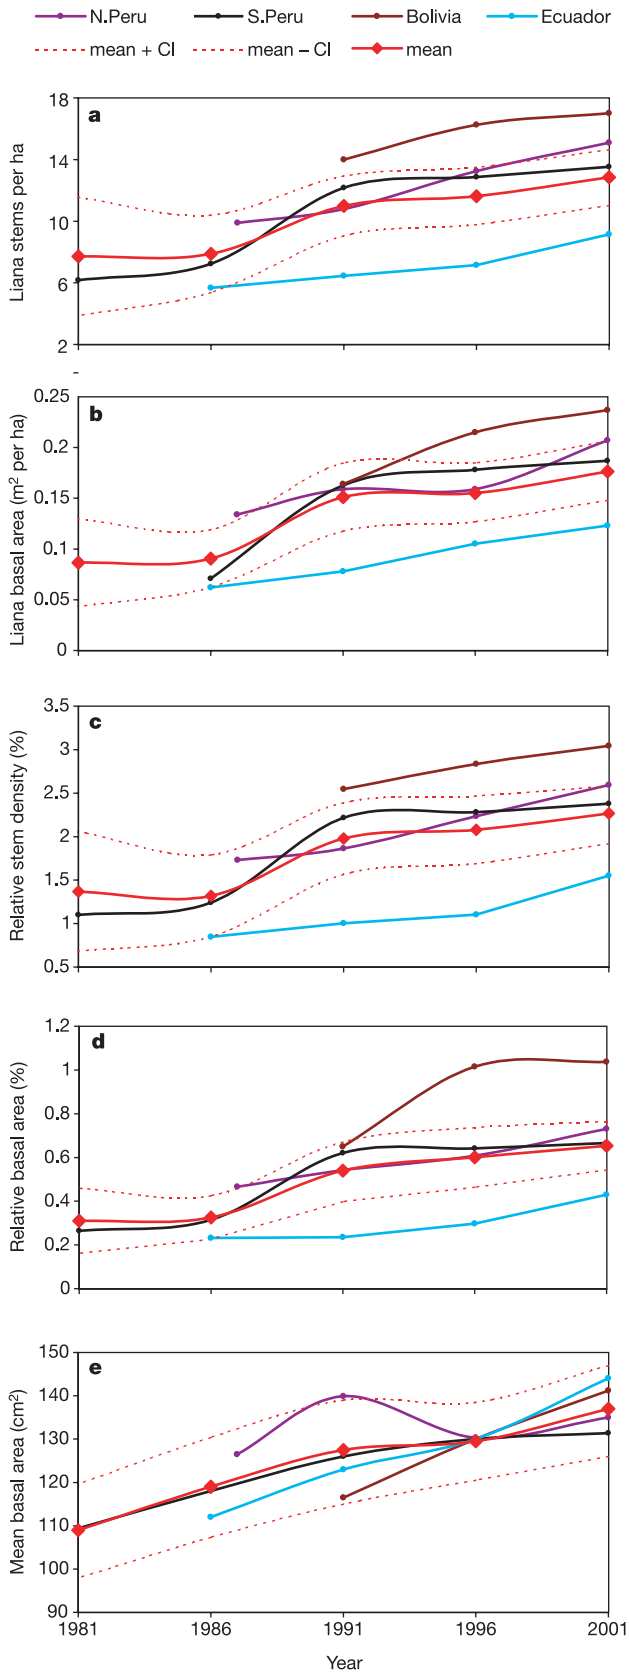 N.Peru S.Peru Bolivia Ecuador
mean + CI mean – CI mean
a
Liana stems per ha
18
14
10
6
2
-
b
Liana basal area (m² per ha)
0.25
0.2
0.15
0.1
0.05
0
c
Relative stem density (%)
3.5
3
2.5
2
1.5
1
0.5
d
Relative basal area (%)
1.2
1
0.8
0.6
0.4
0.2
0
e
Mean basal area (cm²)
150
140
130
120
110
100
90
1981 1986 1991 1996 2001
Year